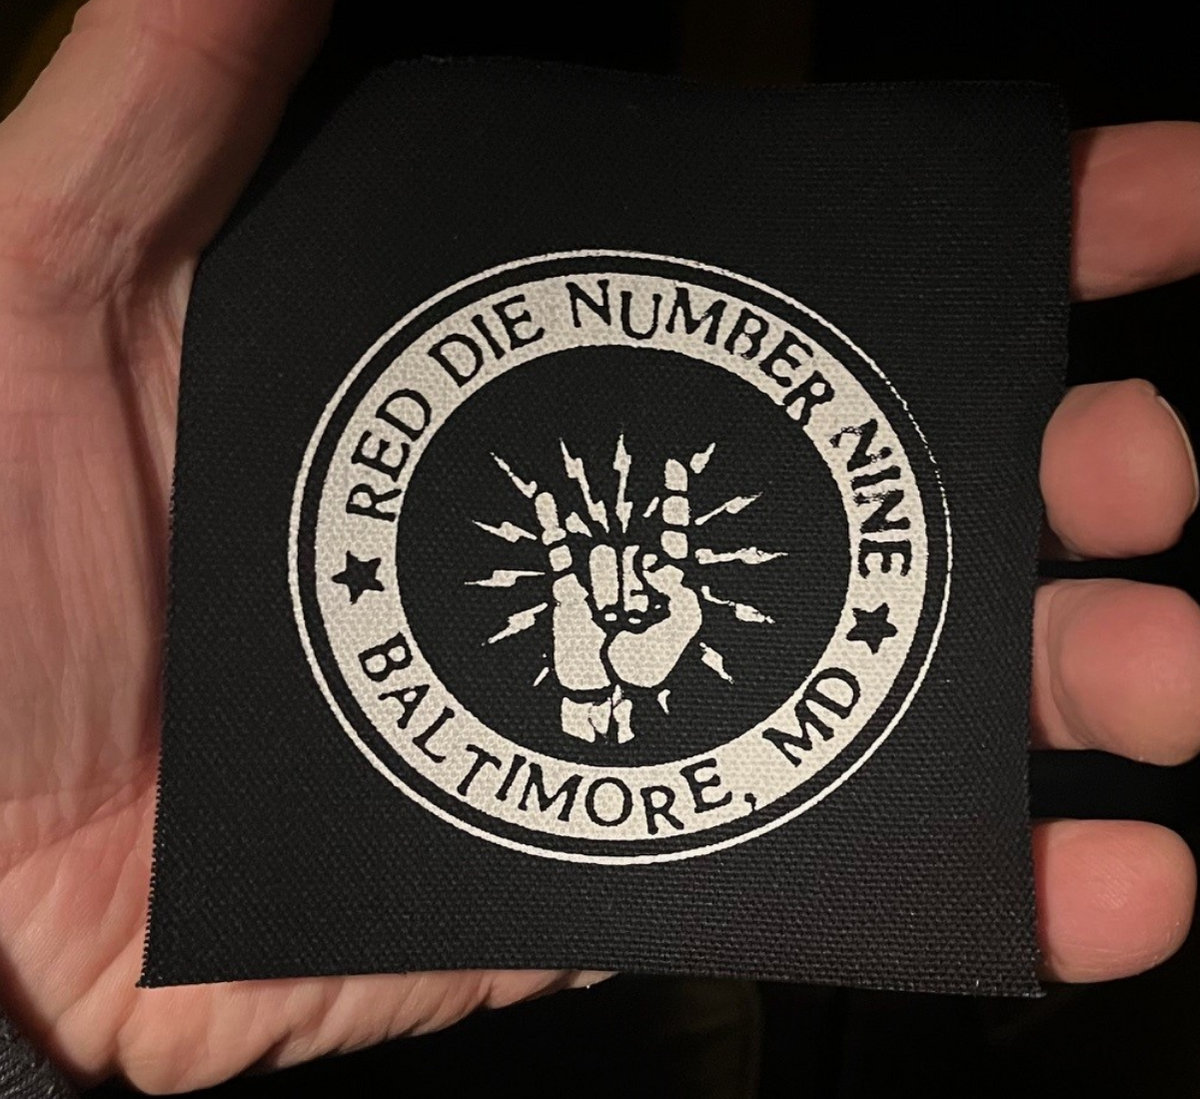 RED DIE NUMBER NINE
BALTIMORE, MD